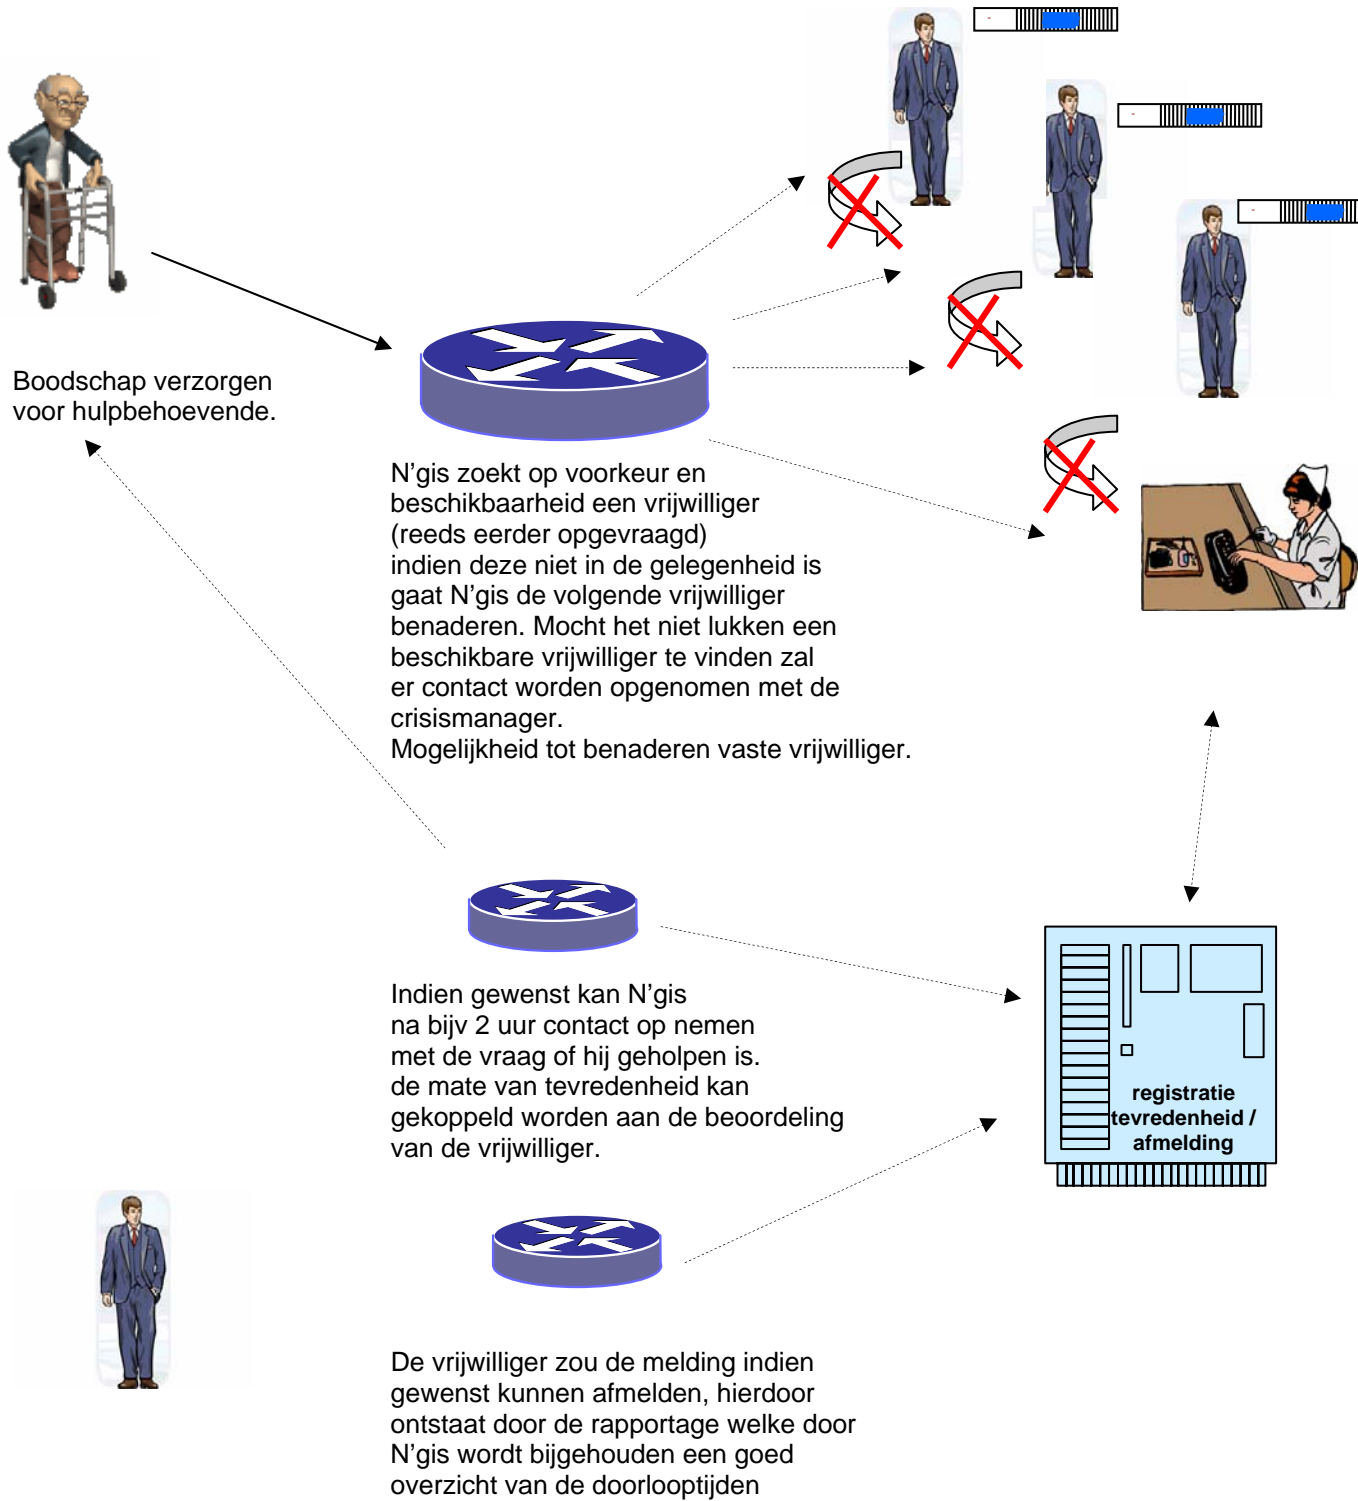 Boodschap verzorgen
voor hulpbehoevende.
N'gis zoekt op voorkeur en
beschikbaarheid een vrijwilliger
(reeds eerder opgevraagd)
indien deze niet in de gelegenheid is
gaat N'gis de volgende vrijwilliger
benaderen. Mocht het niet lukken een
beschikbare vrijwilliger te vinden zal
er contact worden opgenomen met de
crisismanager.
Mogelijkheid tot benaderen vaste vrijwilliger.
Indien gewenst kan N'gis
na bijv 2 uur contact op nemen
met de vraag of hij geholpen is.
de mate van tevredenheid kan
gekoppeld worden aan de beoordeling
van de vrijwilliger.
registratie
tevredenheid /
afmelding
De vrijwilliger zou de melding indien
gewenst kunnen afmelden, hierdoor
ontstaat door de rapportage welke door
N'gis wordt bijgehouden een goed
overzicht van de doorlooptijden